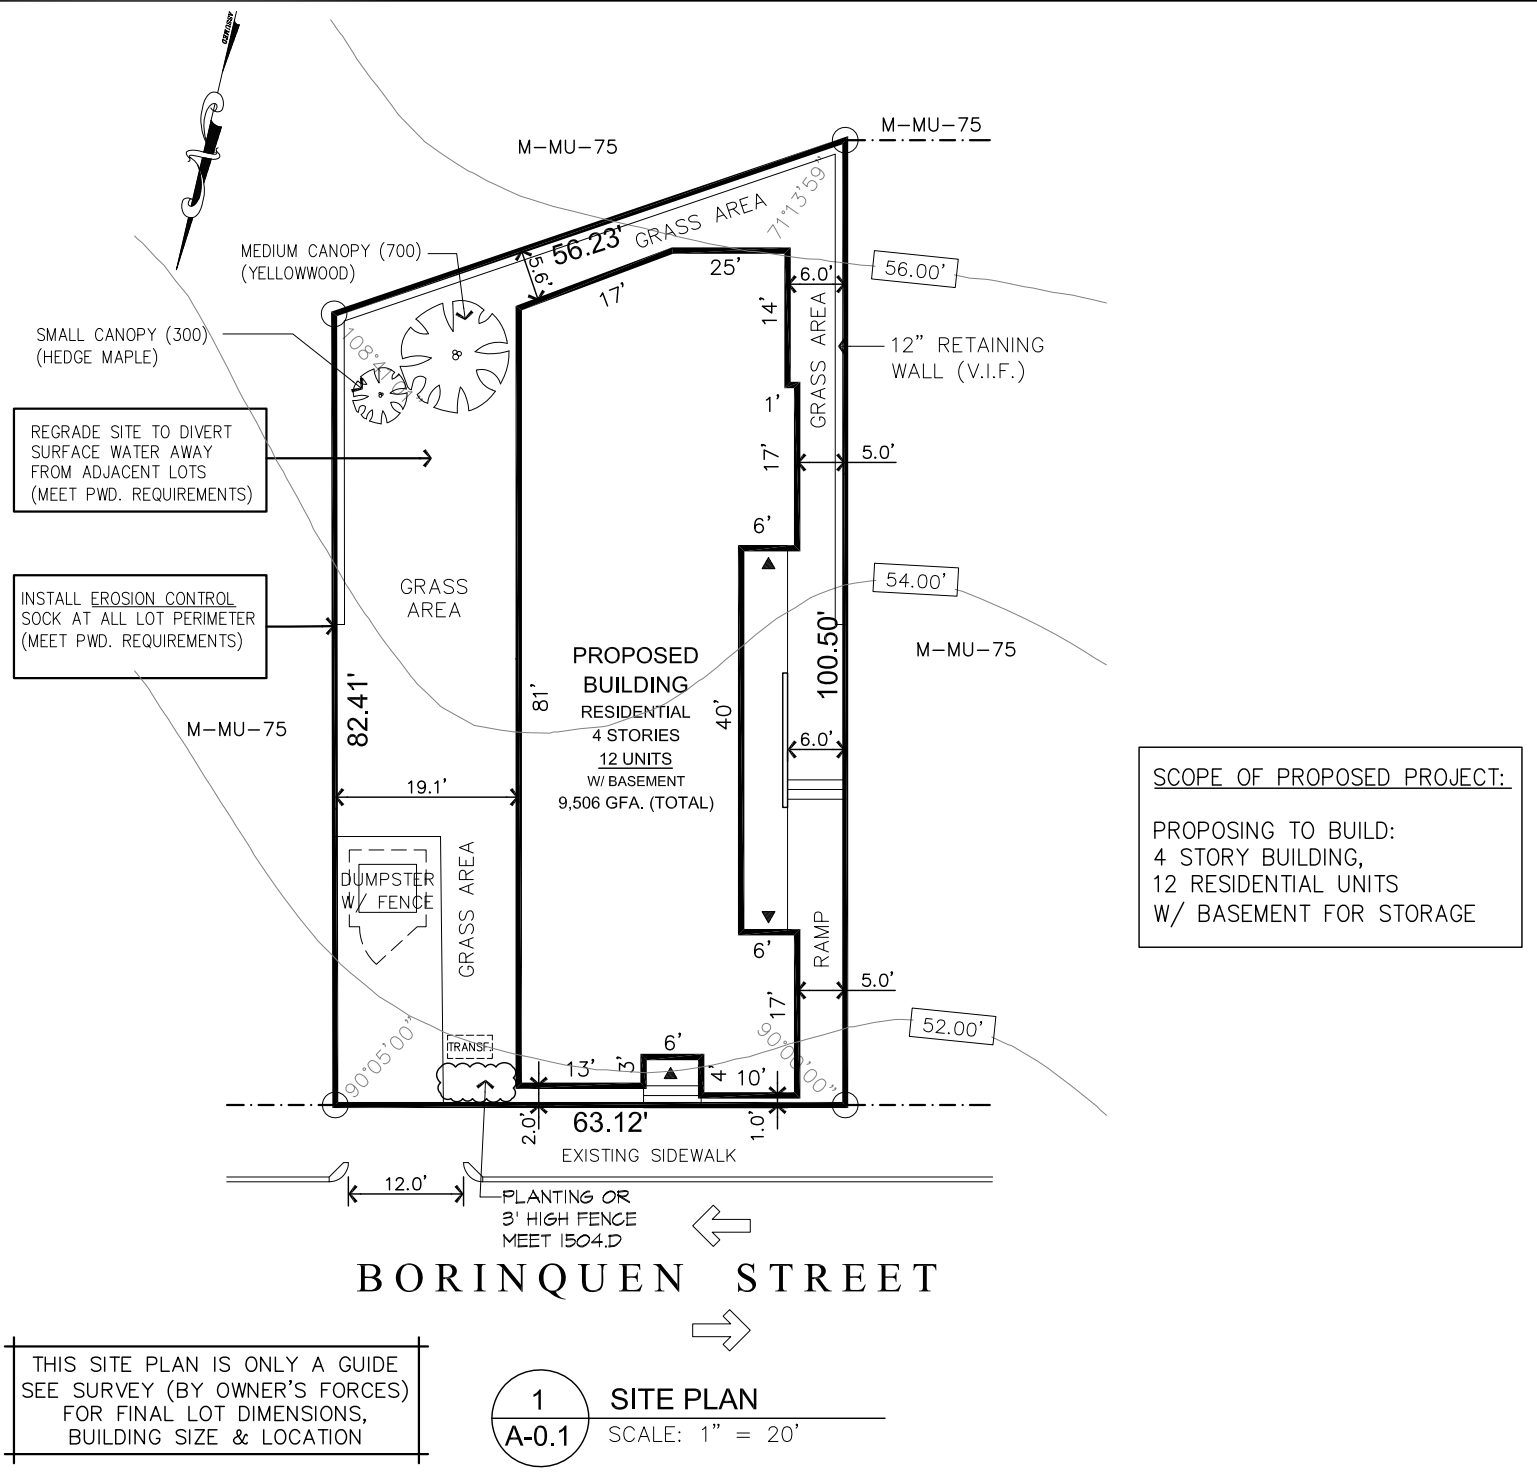 ASSUMED
M-MU-75
M-MU-75
MEDIUM CANOPY (700)
(YELLOWWOOD)
SMALL CANOPY (300)
(HEDGE MAPLE)
56.23'
GRASS AREA
71°13'59"
5.6'
17'
25'
6.0'
56.00'
14'
GRASS AREA
12" RETAINING
WALL (V.I.F.)
1'
17'
5.0'
6'
REGRADE SITE TO DIVERT
SURFACE WATER AWAY
FROM ADJACENT LOTS
(MEET PWD. REQUIREMENTS)
INSTALL EROSION CONTROL
SOCK AT ALL LOT PERIMETER
(MEET PWD. REQUIREMENTS)
GRASS
AREA
54.00'
M-MU-75
100.50'
PROPOSED
BUILDING
RESIDENTIAL
4 STORIES
12 UNITS
W/ BASEMENT
9,506 GFA. (TOTAL)
81'
40'
82.41'
M-MU-75
6.0'
19.1'
SCOPE OF PROPOSED PROJECT:
PROPOSING TO BUILD:
4 STORY BUILDING,
12 RESIDENTIAL UNITS
W/ BASEMENT FOR STORAGE
DUMPSTER
W/ FENCE
GRASS AREA
RAMP
6'
5.0'
17'
52.00'
90°05'00"
TRANSF.
13'
3'
6'
4'
10'
90°00'00"
2.0'
63.12'
1.0'
EXISTING SIDEWALK
12.0'
PLANTING OR
3' HIGH FENCE
MEET 1504.D
BORINQUEN STREET
THIS SITE PLAN IS ONLY A GUIDE
SEE SURVEY (BY OWNER'S FORCES)
FOR FINAL LOT DIMENSIONS,
BUILDING SIZE & LOCATION
1
A-0.1
SITE PLAN
SCALE: 1" = 20'